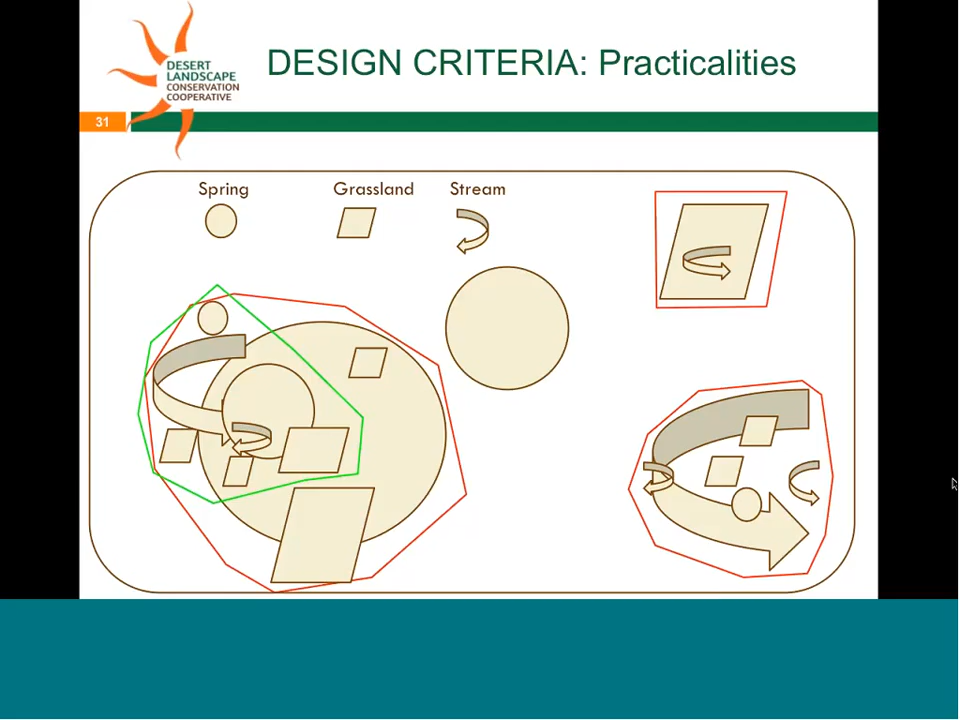 DESERT
LANDSCAPE
CONSERVATION
COOPERATIVE
DESIGN CRITERIA: Practicalities
31
Spring
Grassland
Stream